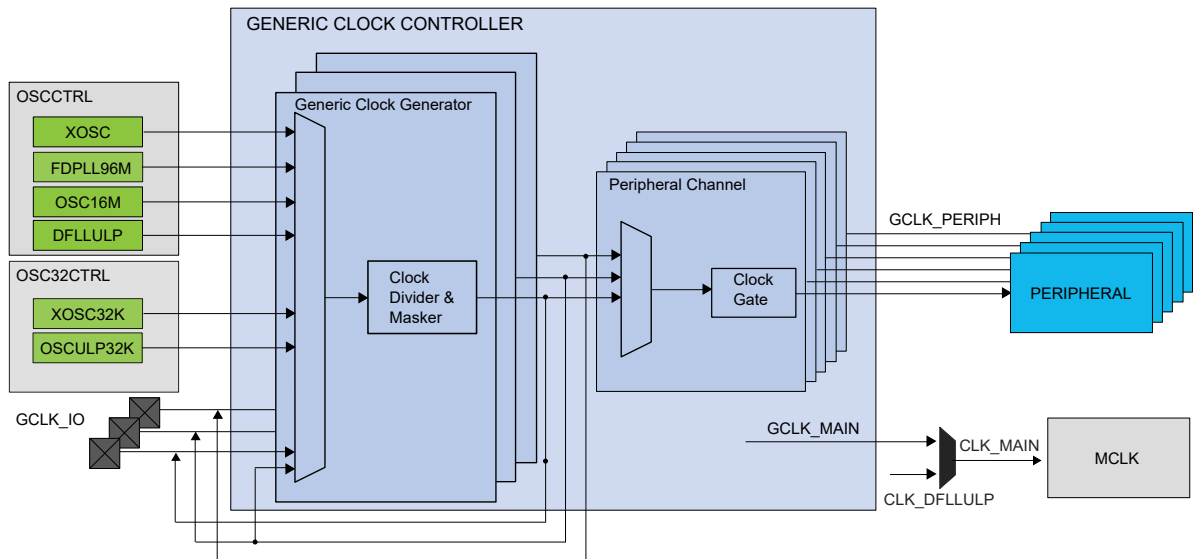 GENERIC CLOCK CONTROLLER
OSCCTRL
XOSC
FDPLL96M
OSC16M
DFLLULP
OSC32CTRL
XOSC32K
OSCULP32K
GCLK_IO
Generic Clock Generator
Clock
Divider &
Masker
Peripheral Channel
Clock
Gate
GCLK_PERIPH
PERIPHERAL
GCLK_MAIN
CLK_DFLLULP
CLK_MAIN
MCLK